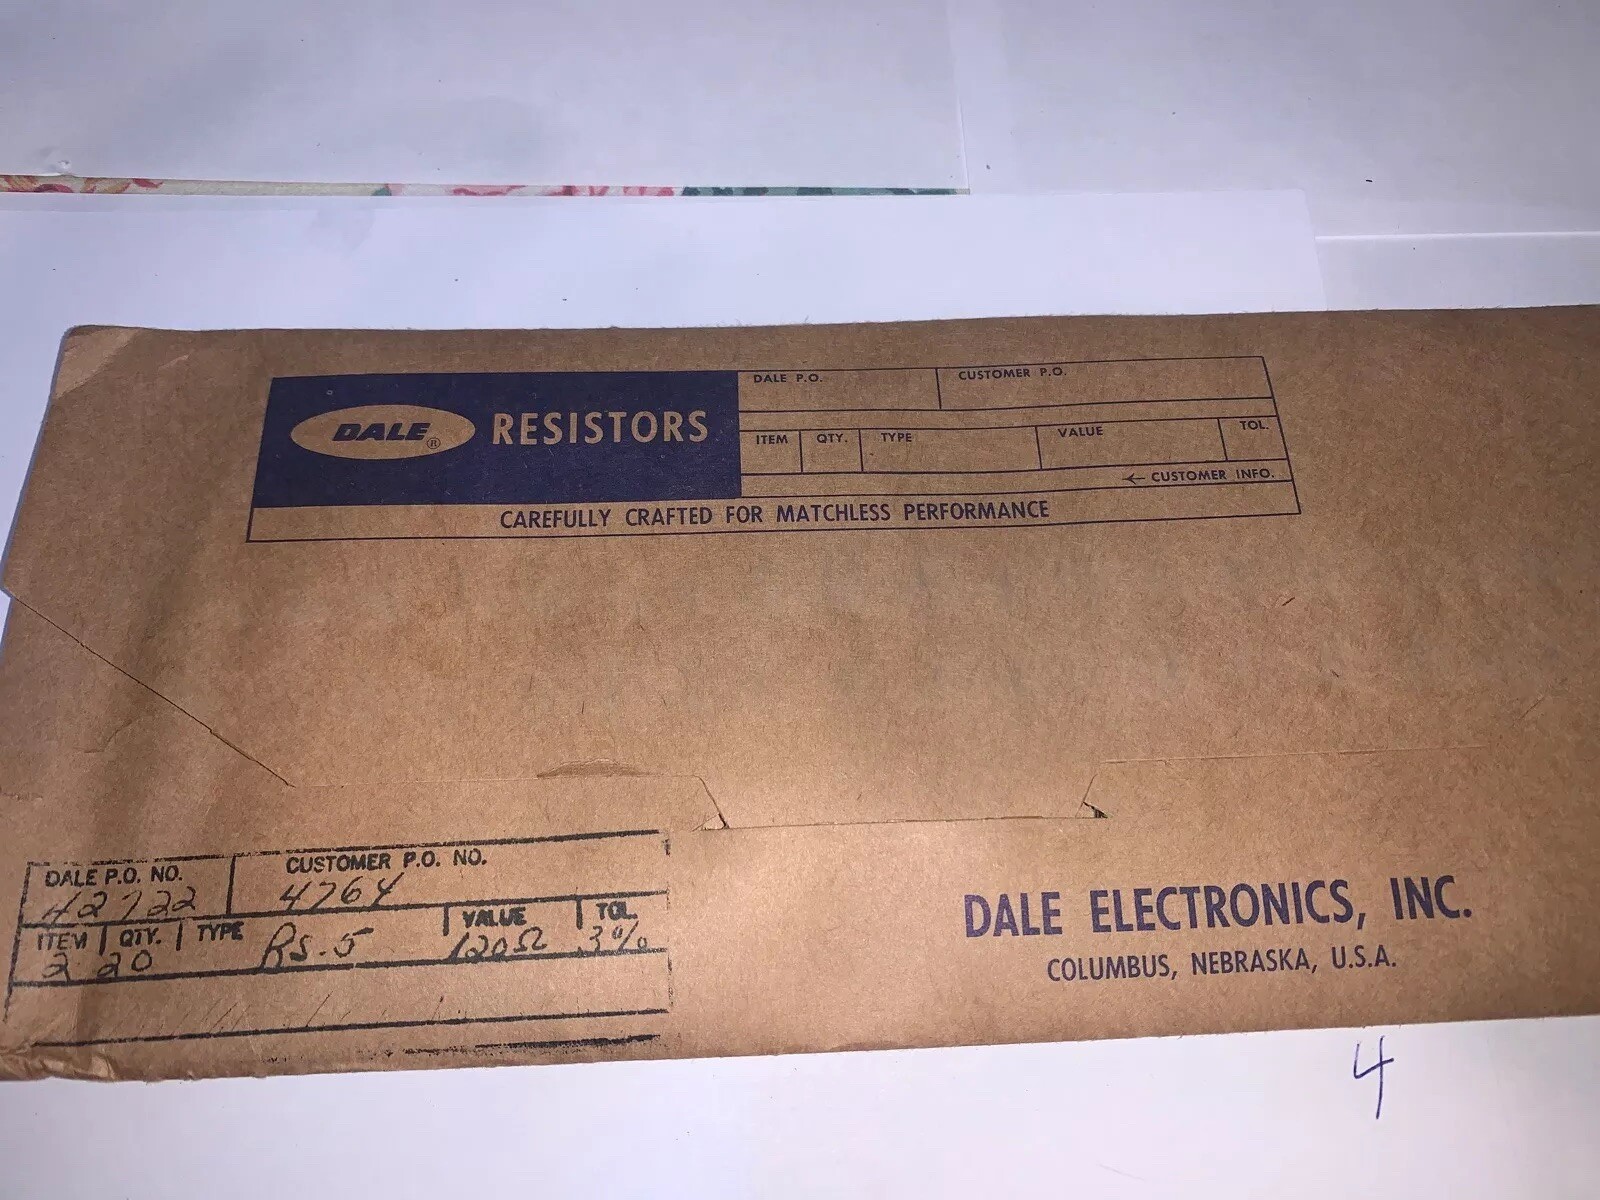 DALE P.O. CUSTOMER P.O.
DALE ® RESISTORS
ITEM QTY. TYPE VALUE TOL.
← CUSTOMER INFO.
CAREFULLY CRAFTED FOR MATCHLESS PERFORMANCE
DALE P.O. NO. CUSTOMER P.O. NO.
42722 4764
ITEM QTY. TYPE VALUE TOL.
2 20 RS-5 120Ω 3%
DALE ELECTRONICS, INC.
COLUMBUS, NEBRASKA, U.S.A.
4